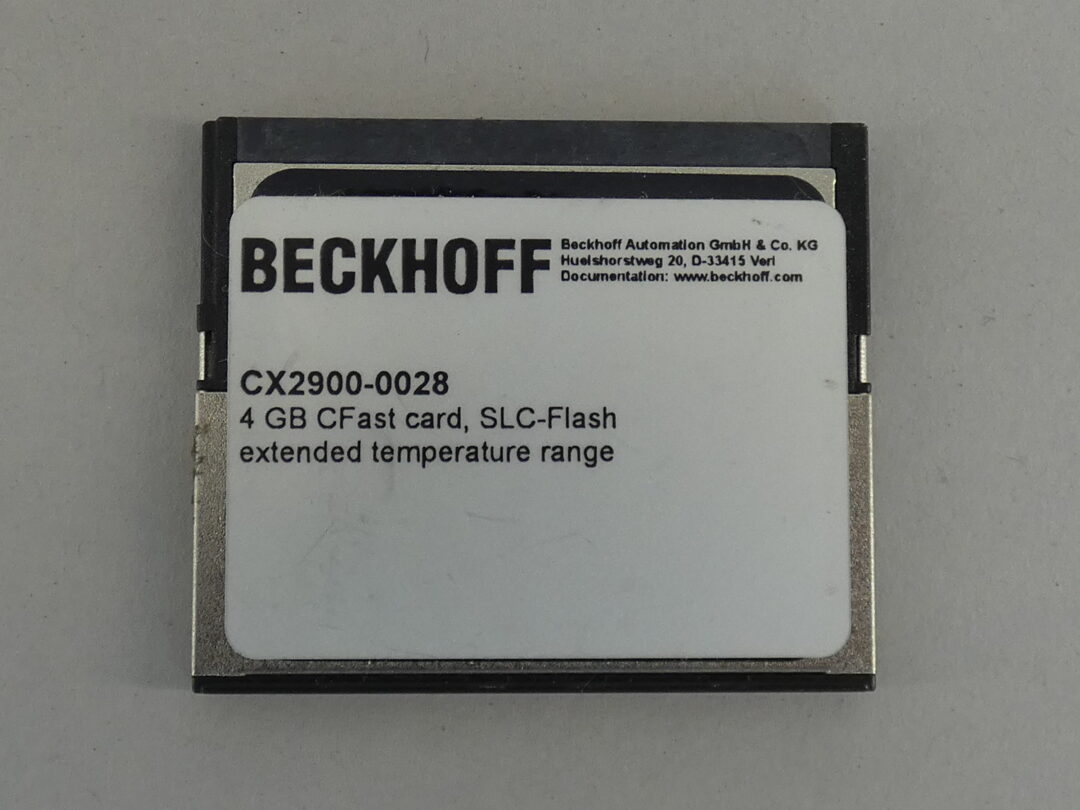 BECKHOFF
Beckhoff Automation GmbH & Co. KG
Huelshorstweg 20, D-33415 Verl
Documentation: www.beckhoff.com
CX2900-0028
4 GB CFast card, SLC-Flash
extended temperature range